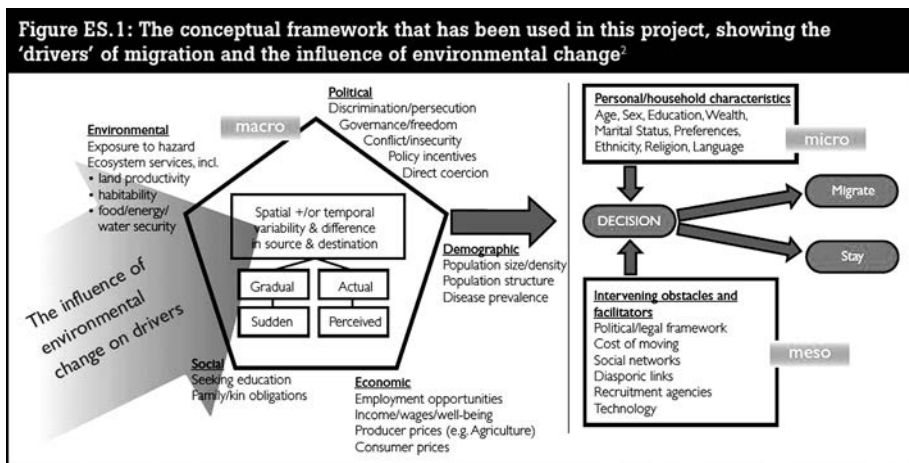 Figure ES.1: The conceptual framework that has been used in this project, showing the
‘drivers’ of migration and the influence of environmental change2
Political
Discrimination/persecution
Governance/freedom
Conflict/insecurity
Policy incentives
Direct coercion
macro
Environmental
Exposure to hazard
Ecosystem services, incl.
• land productivity
• habitability
• food/energy/
water security
Spatial +/or temporal
variability & difference
in source & destination
Gradual
Actual
Sudden
Perceived
The influence of
environmental
change on drivers
Demographic
Population size/density
Population structure
Disease prevalence
Social
Seeking education
Family/kin obligations
Economic
Employment opportunities
Income/wages/well-being
Producer prices (e.g. Agriculture)
Consumer prices
Personal/household characteristics
Age, Sex, Education, Wealth,
Marital Status, Preferences,
Ethnicity, Religion, Language
micro
DECISION
Migrate
Stay
Intervening obstacles and
facilitators
Political/legal framework
Cost of moving
Social networks
Diasporic links
Recruitment agencies
Technology
meso